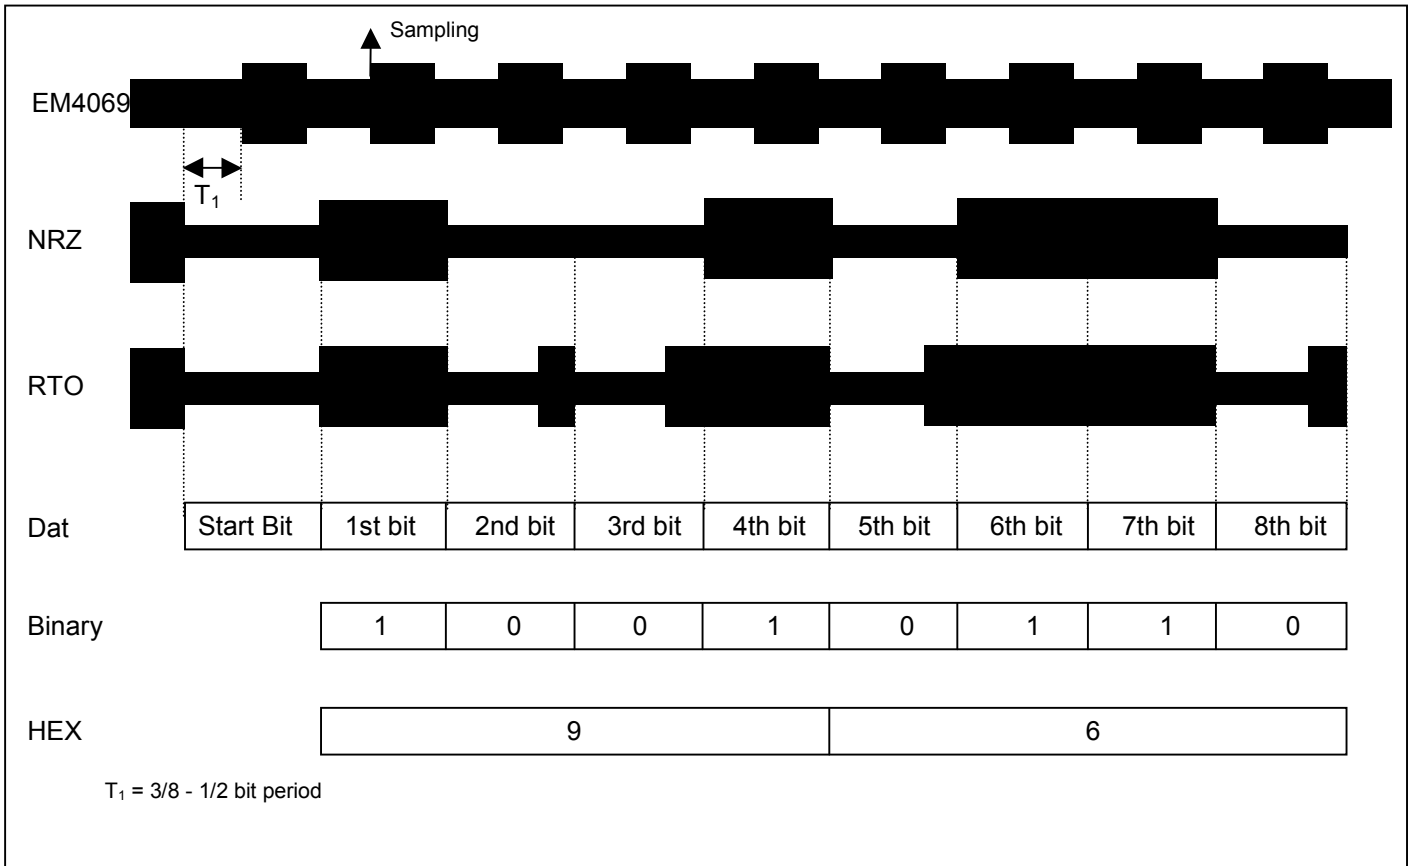 Sampling
EM4069
T₁
NRZ
RTO
Dat Start Bit 1st bit 2nd bit 3rd bit 4th bit 5th bit 6th bit 7th bit 8th bit
Binary 1 0 0 1 0 1 1 0
HEX 9 6
T₁ = 3/8 - 1/2 bit period